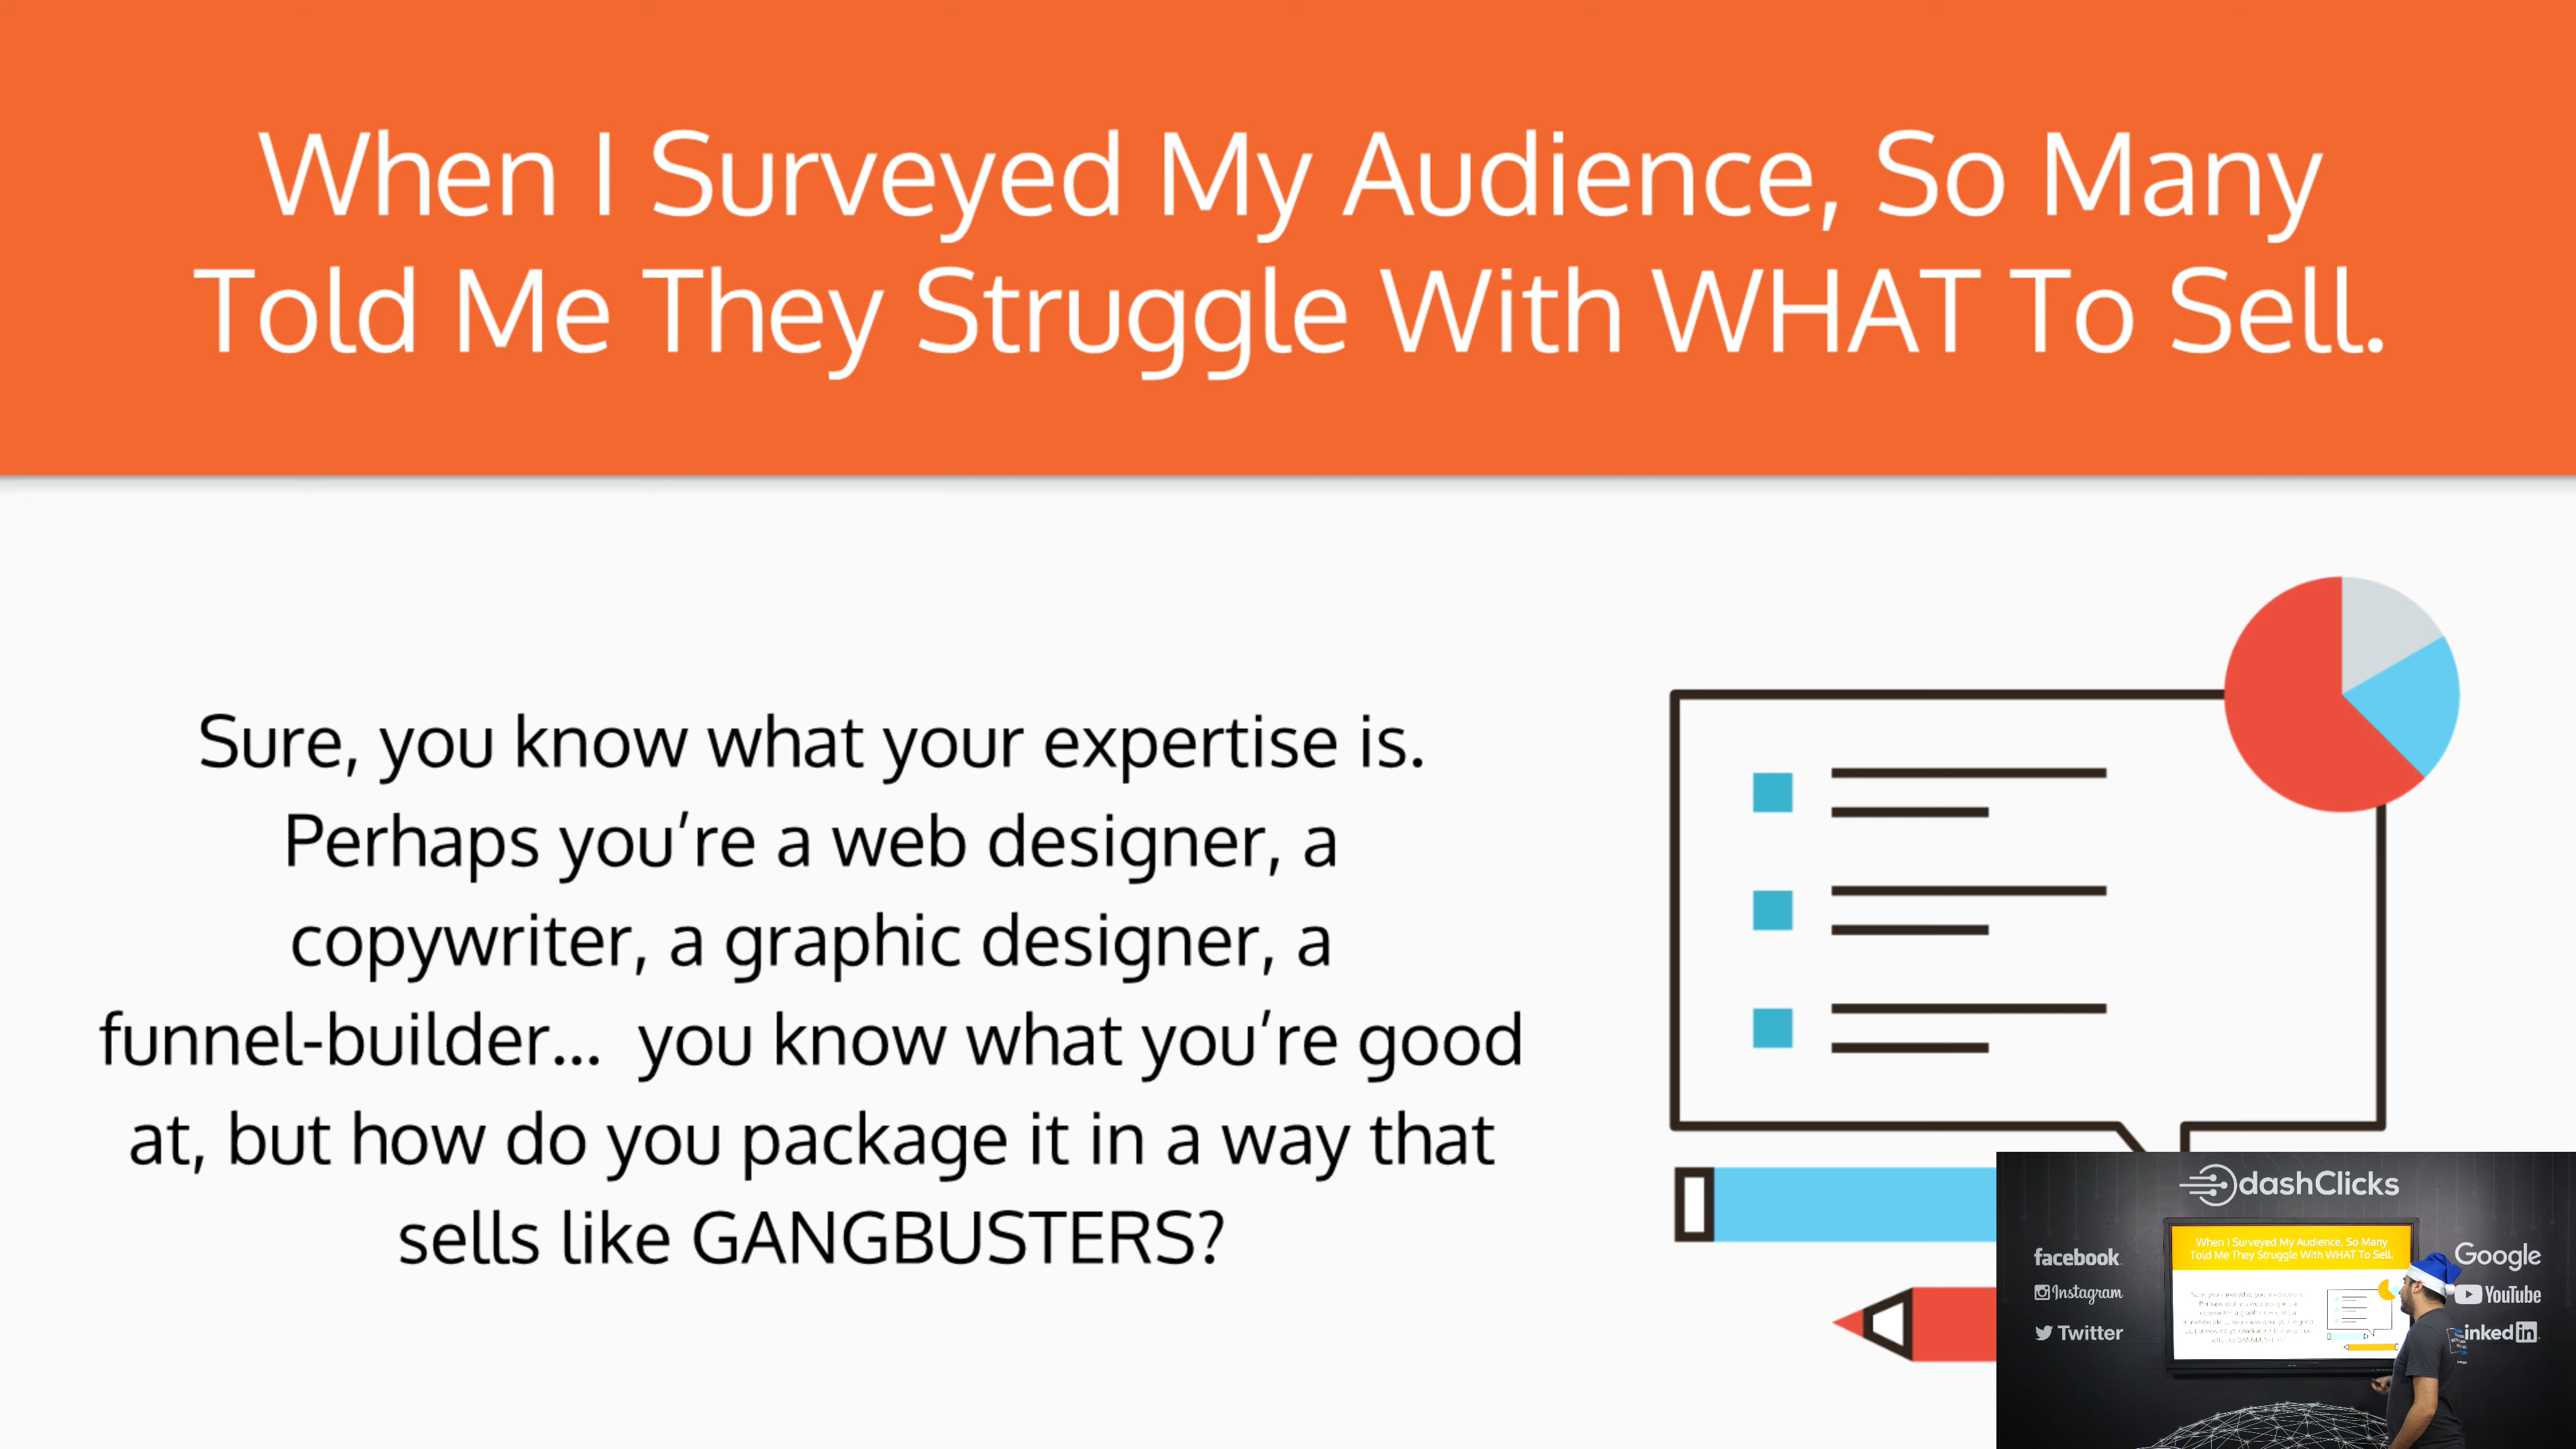 When I Surveyed My Audience, So Many
Told Me They Struggle With WHAT To Sell.
Sure, you know what your expertise is.
Perhaps you’re a web designer, a
copywriter, a graphic designer, a
funnel-builder...  you know what you’re good
at, but how do you package it in a way that
sells like GANGBUSTERS?
dashClicks
When I Surveyed My Audience, So Many
Told Me They Struggle With WHAT To Sell.
facebook
Instagram
Twitter
Google
YouTube
inked in